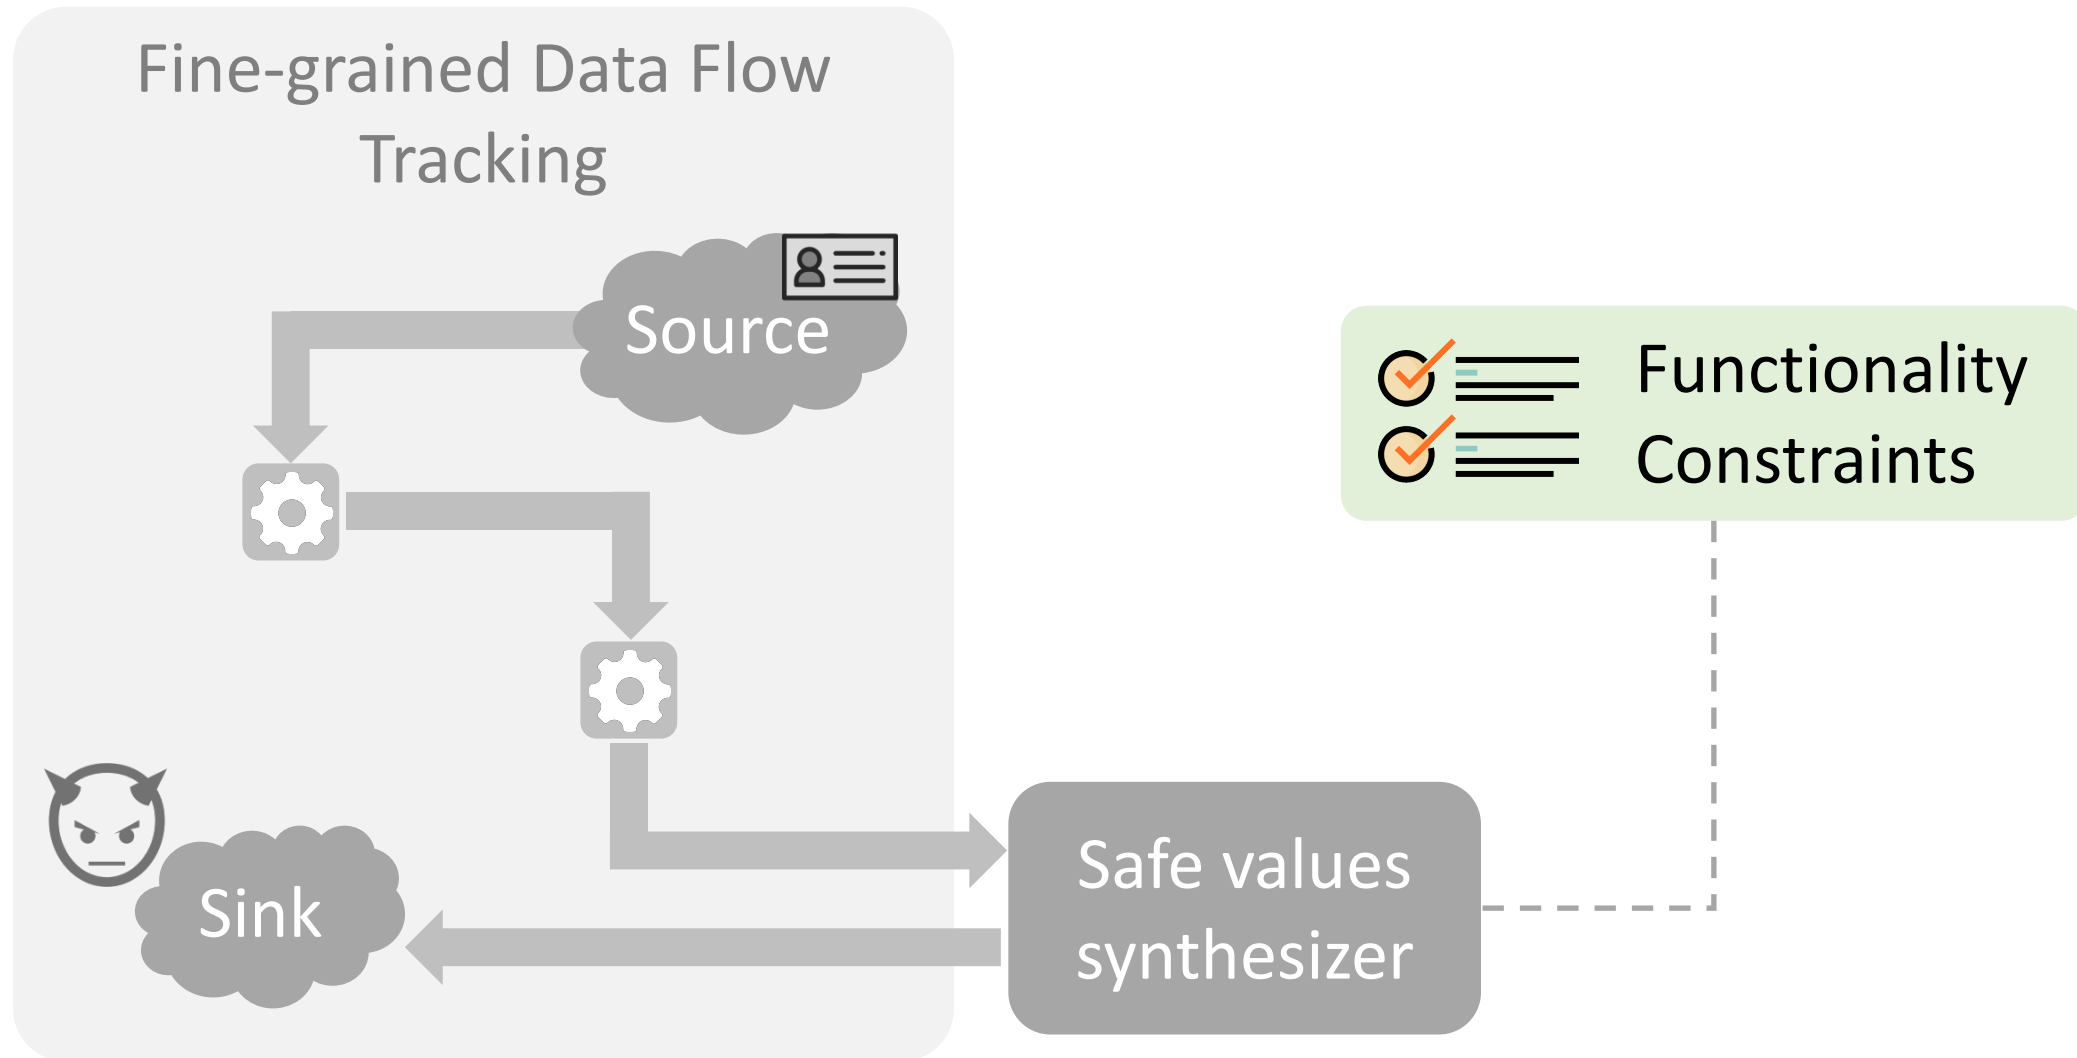 Fine-grained Data Flow
Tracking
Source
Functionality
Constraints
Safe values
synthesizer
Sink